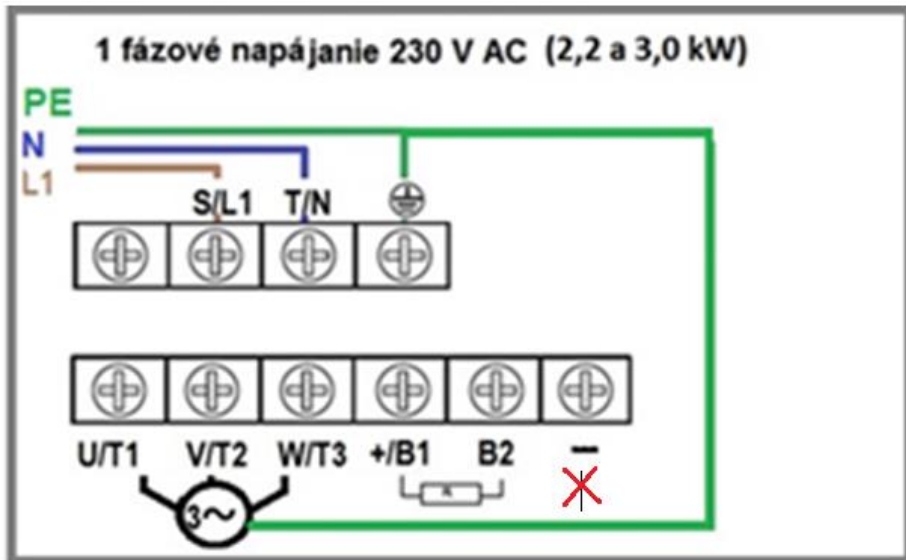 1 fázové napájanie 230 V AC (2,2 a 3,0 kW)
PE
N
L1
S/L1 T/N
U/T1 V/T2 W/T3 +/B1 B2 –
3~